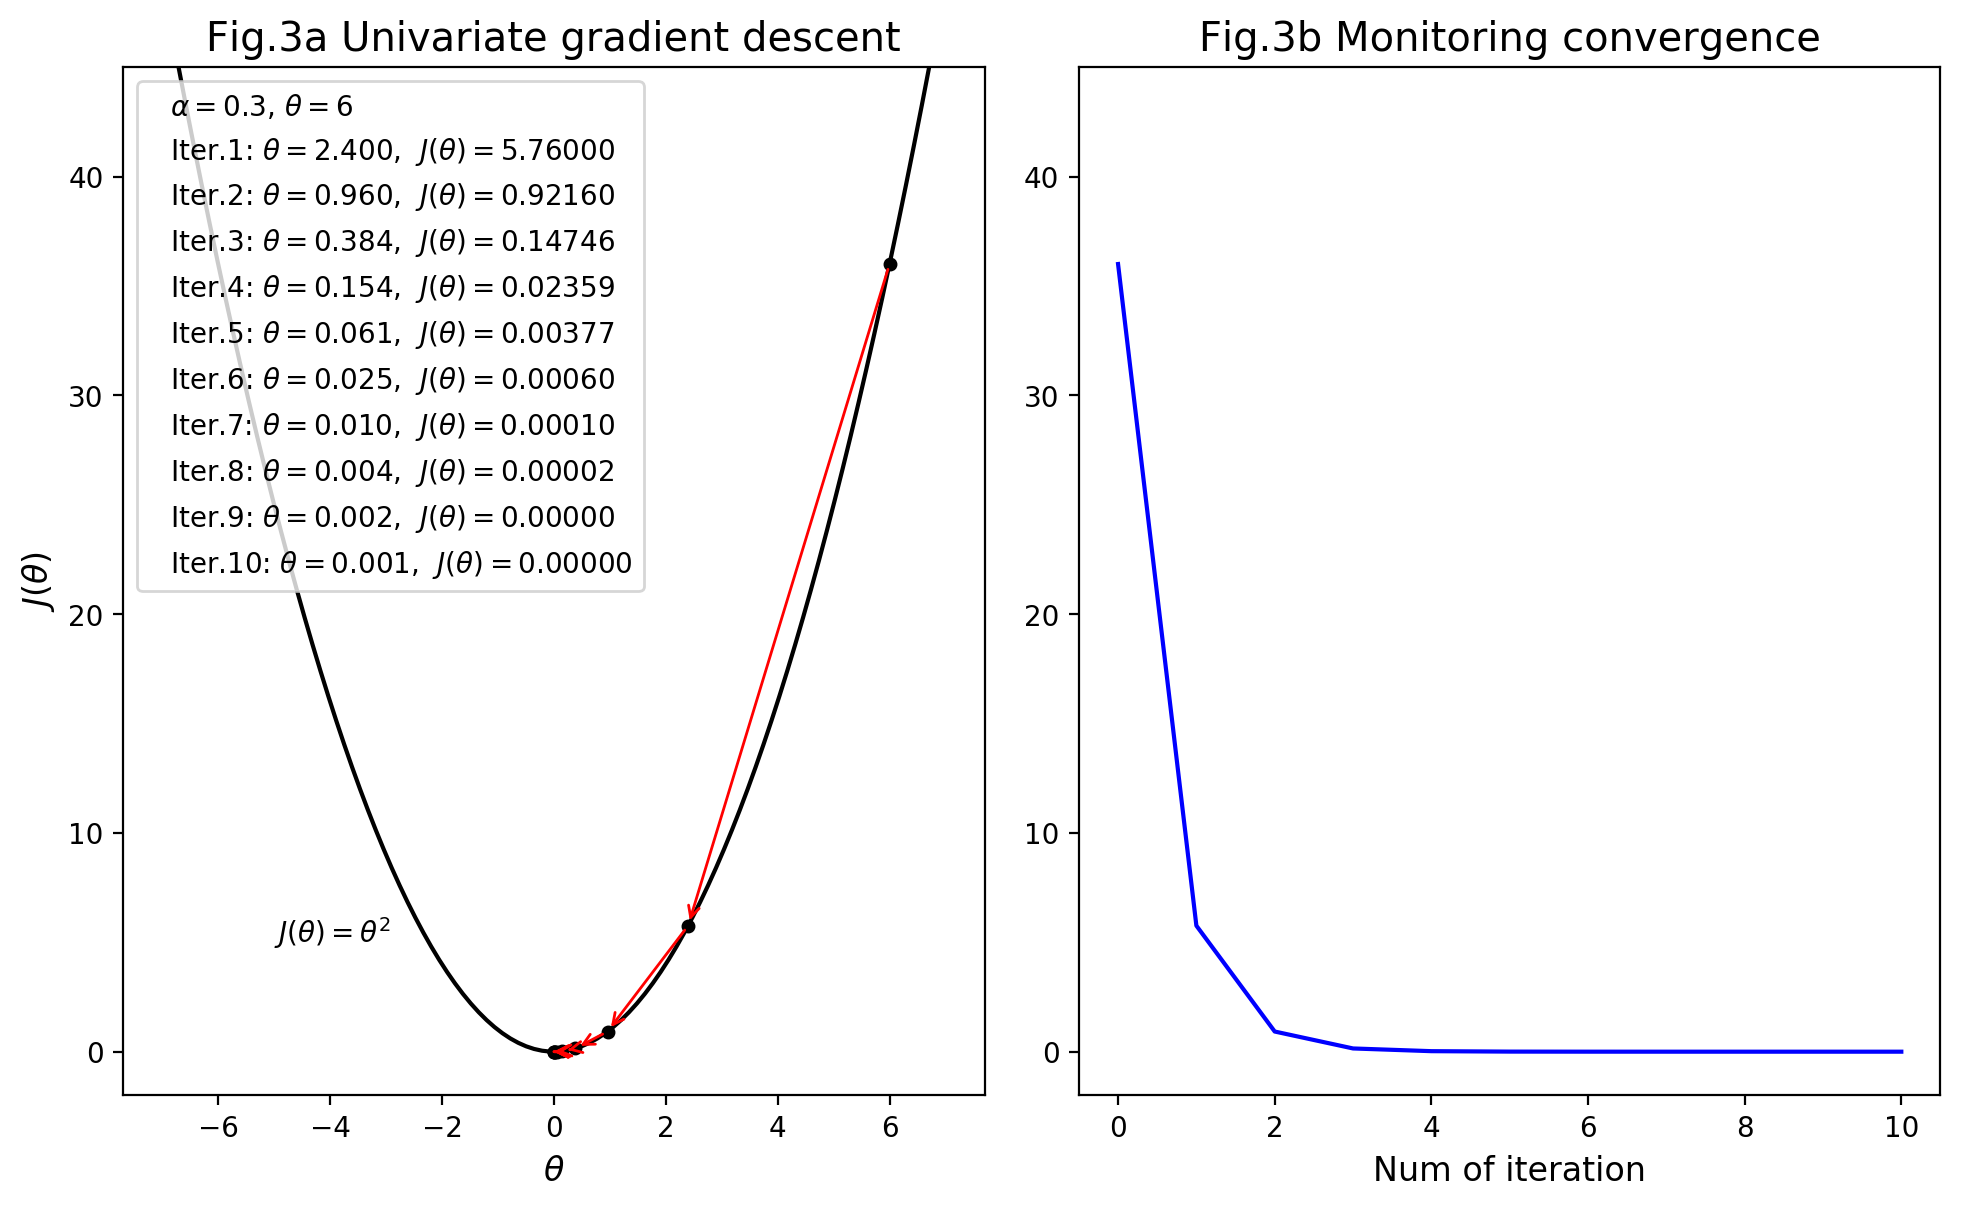 Fig.3a Univariate gradient descent
α = 0.3, θ = 6
Iter.1: θ = 2.400, J(θ) = 5.76000
Iter.2: θ = 0.960, J(θ) = 0.92160
Iter.3: θ = 0.384, J(θ) = 0.14746
Iter.4: θ = 0.154, J(θ) = 0.02359
Iter.5: θ = 0.061, J(θ) = 0.00377
Iter.6: θ = 0.025, J(θ) = 0.00060
Iter.7: θ = 0.010, J(θ) = 0.00010
Iter.8: θ = 0.004, J(θ) = 0.00002
Iter.9: θ = 0.002, J(θ) = 0.00000
Iter.10: θ = 0.001, J(θ) = 0.00000
40
30
20
10
0
J(θ)
J(θ) = θ²
−6 −4 −2 0 2 4 6
θ
Fig.3b Monitoring convergence
40
30
20
10
0
0 2 4 6 8 10
Num of iteration